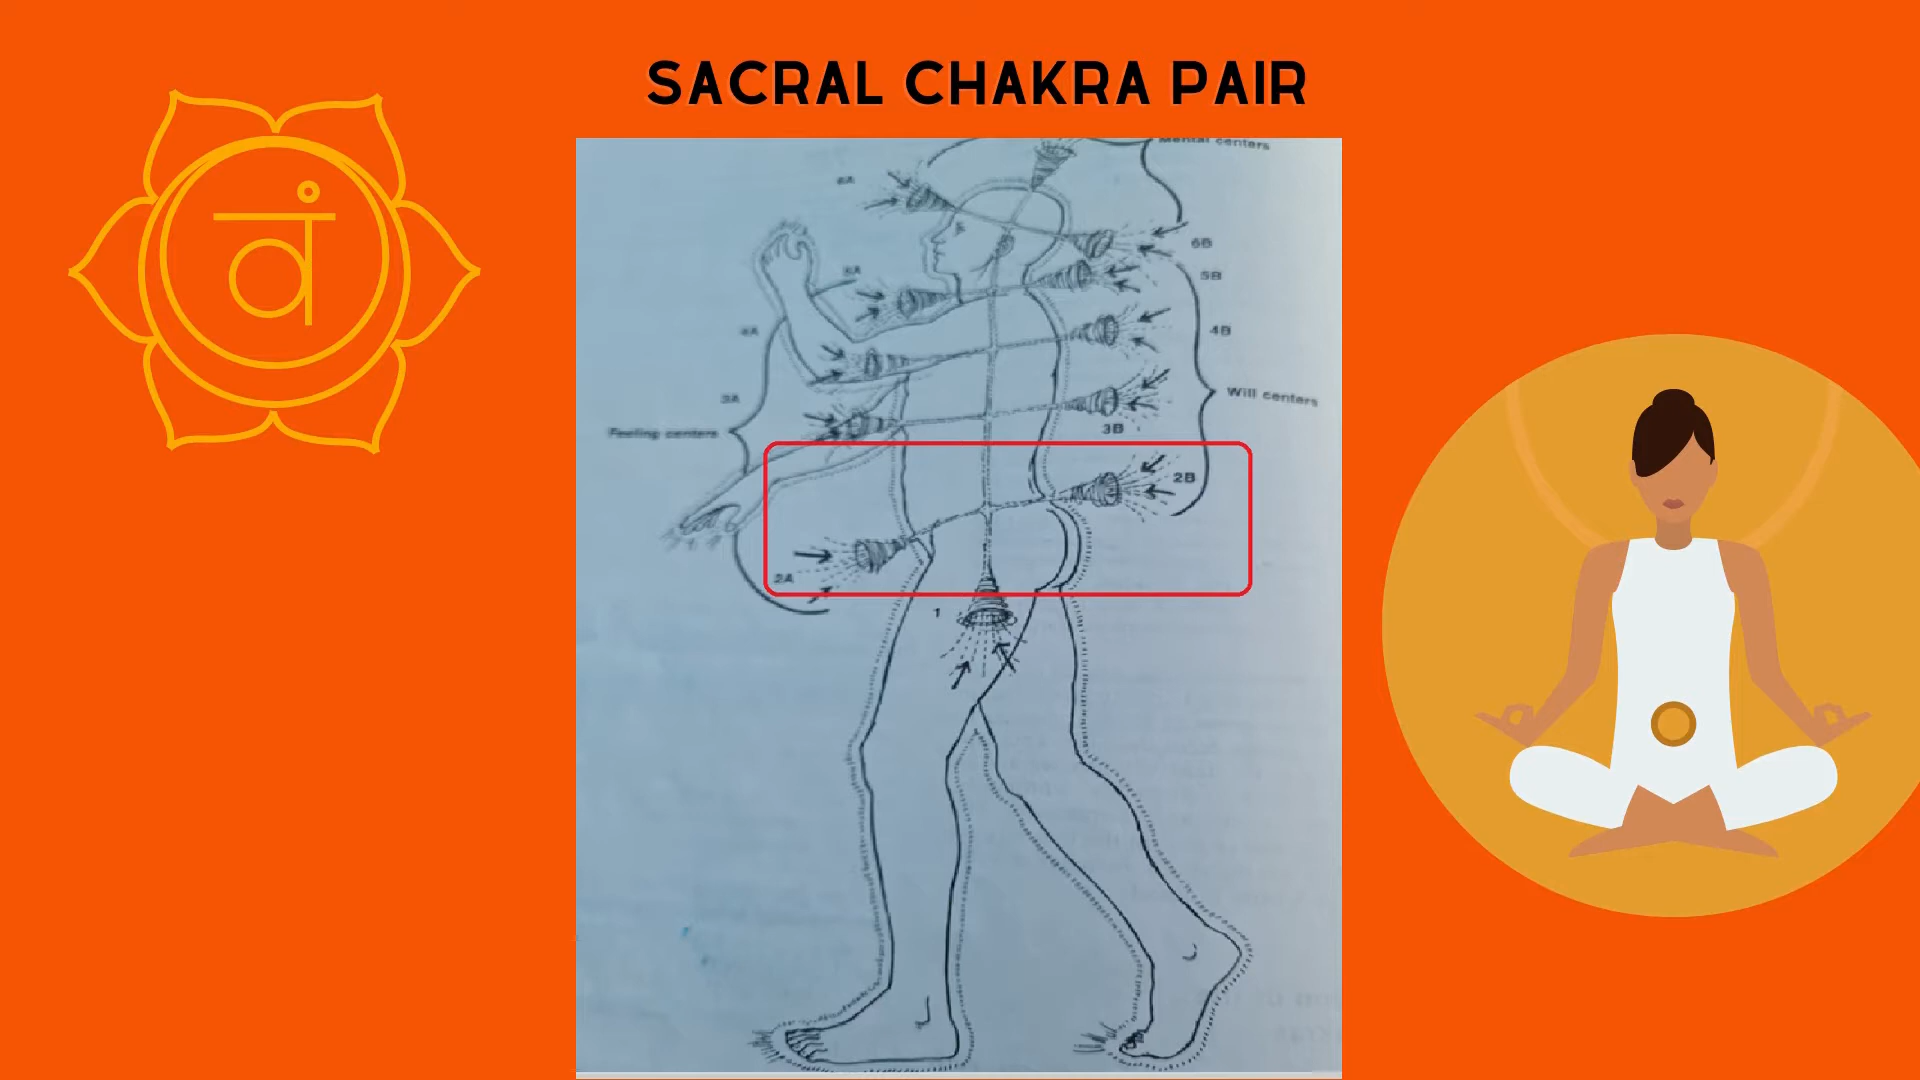 SACRAL CHAKRA PAIR
वं
Mental centers
6A
6B
5B
4A
4B
3A
Will centers
Feeling centers
3B
2B
2A
1